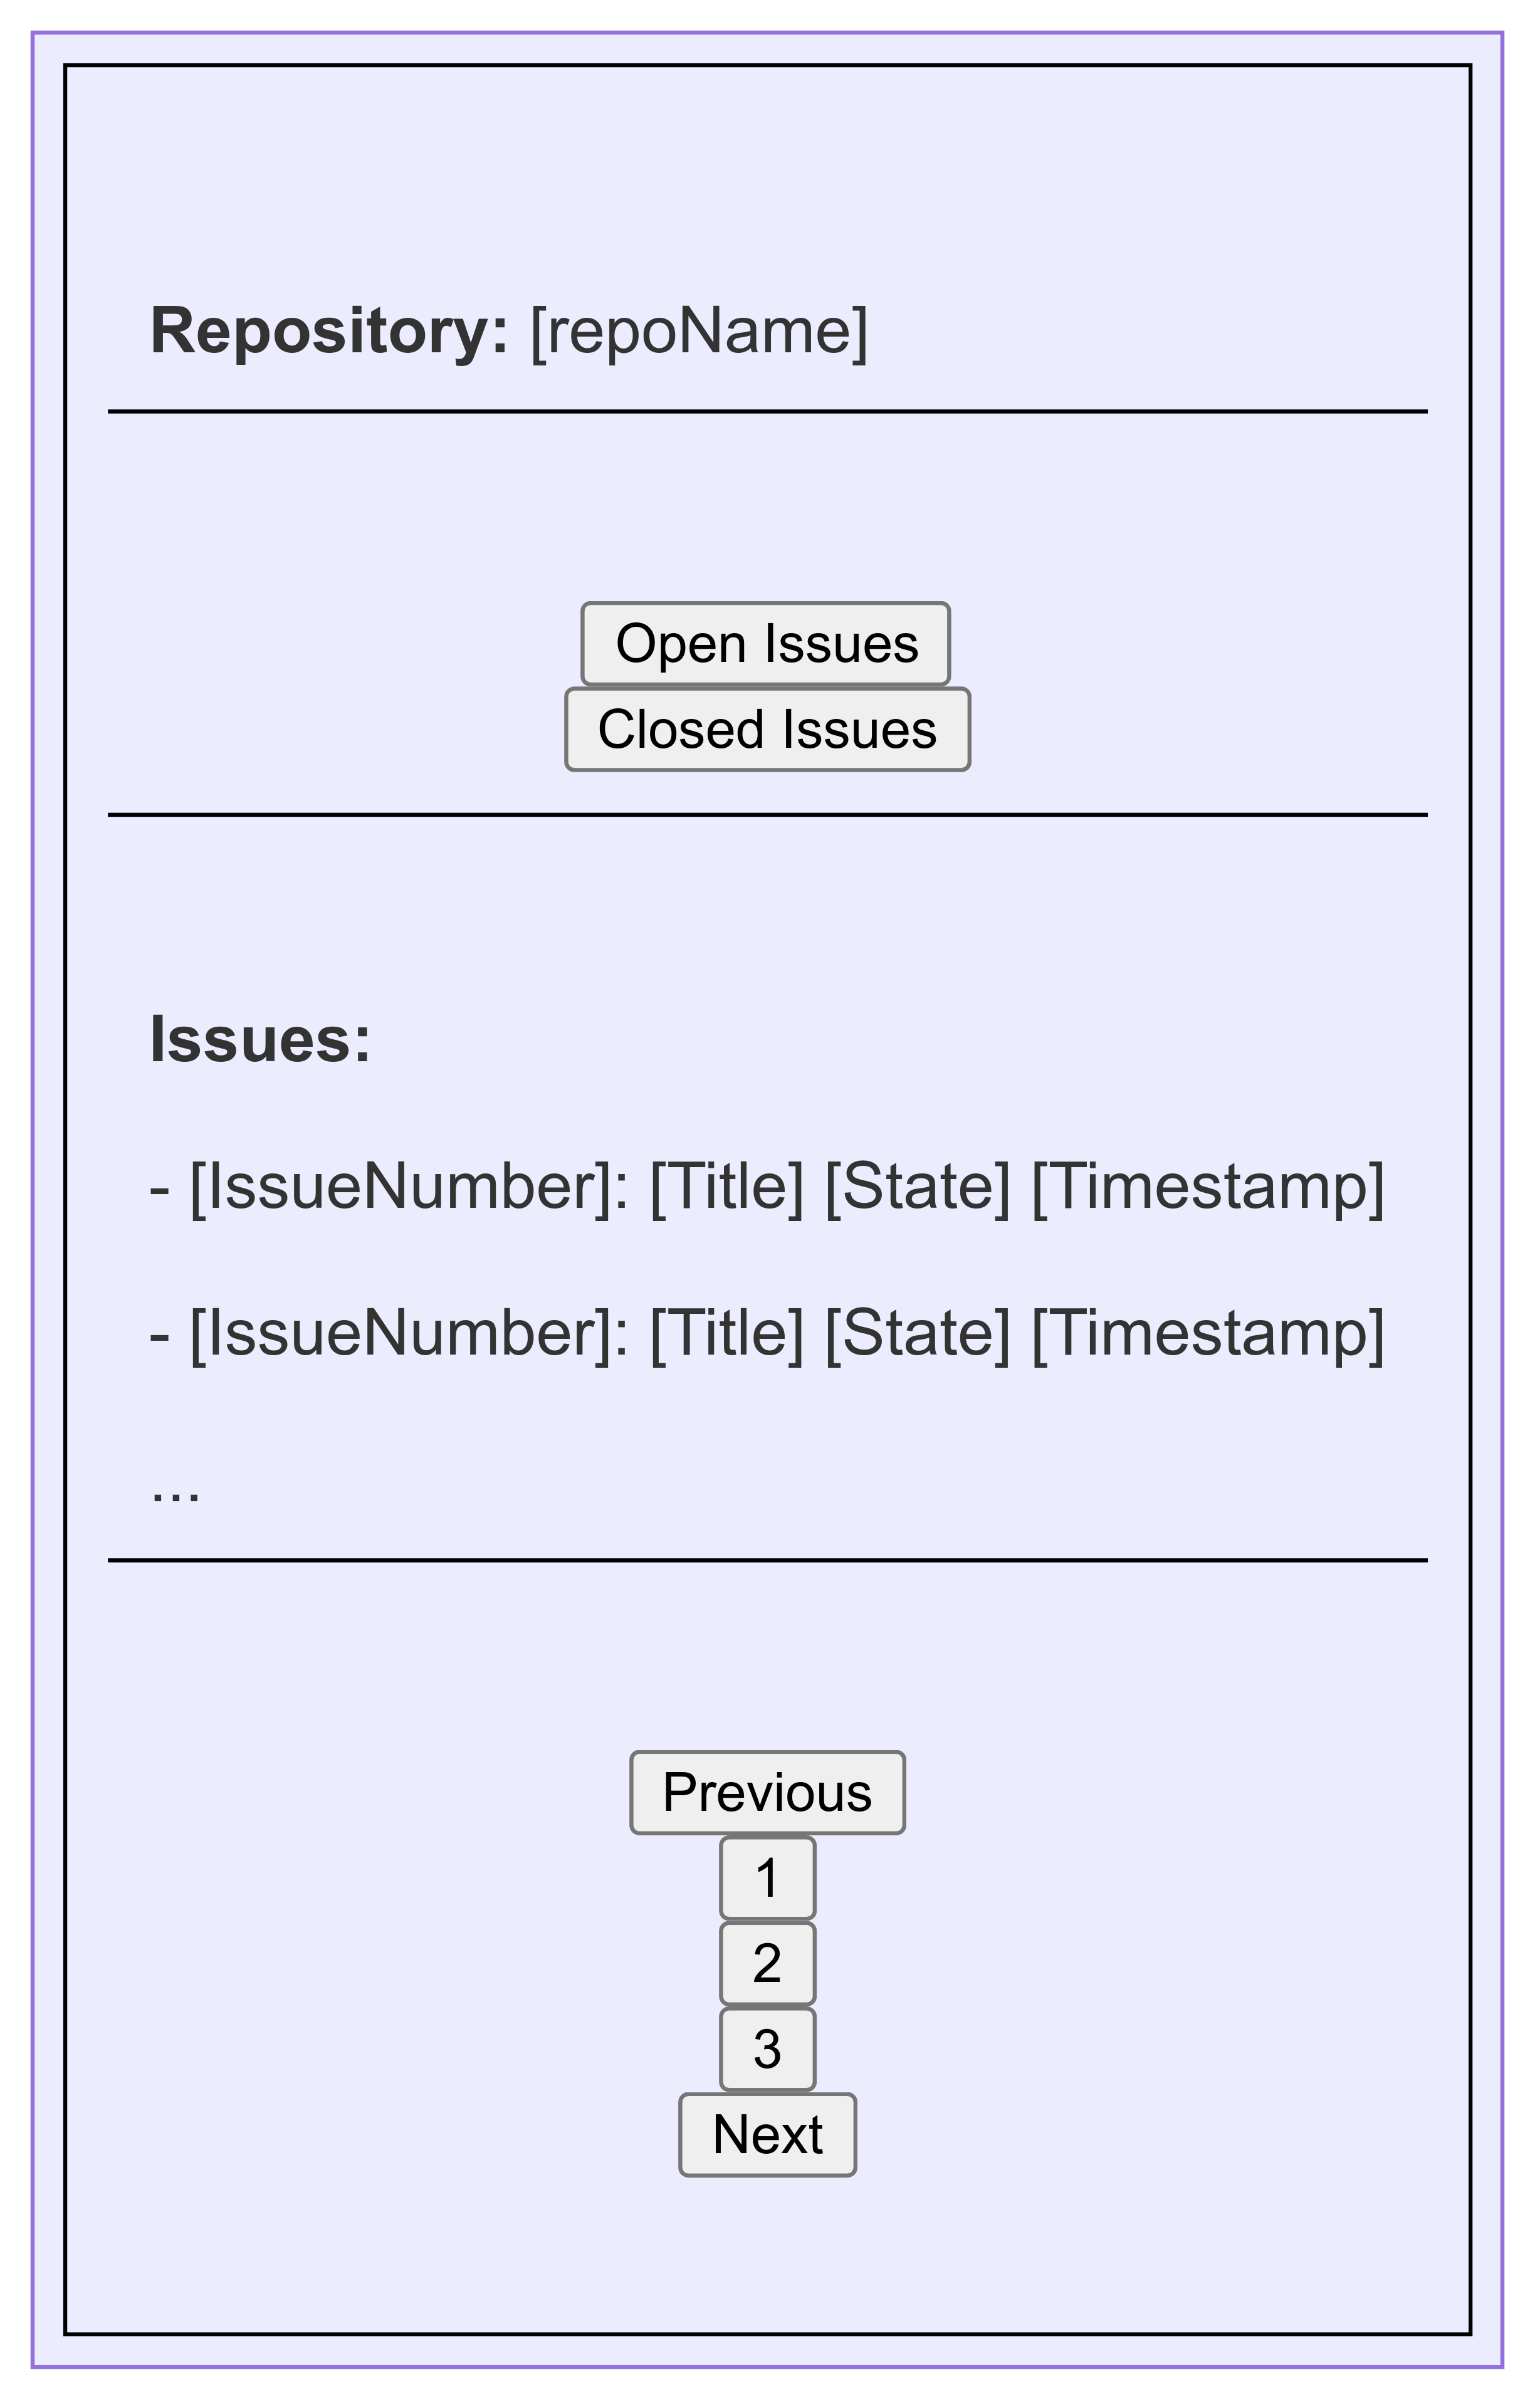 Repository: [repoName]
Open Issues
Closed Issues
Issues:
- [IssueNumber]: [Title] [State] [Timestamp]
- [IssueNumber]: [Title] [State] [Timestamp]
...
Previous
1
2
3
Next